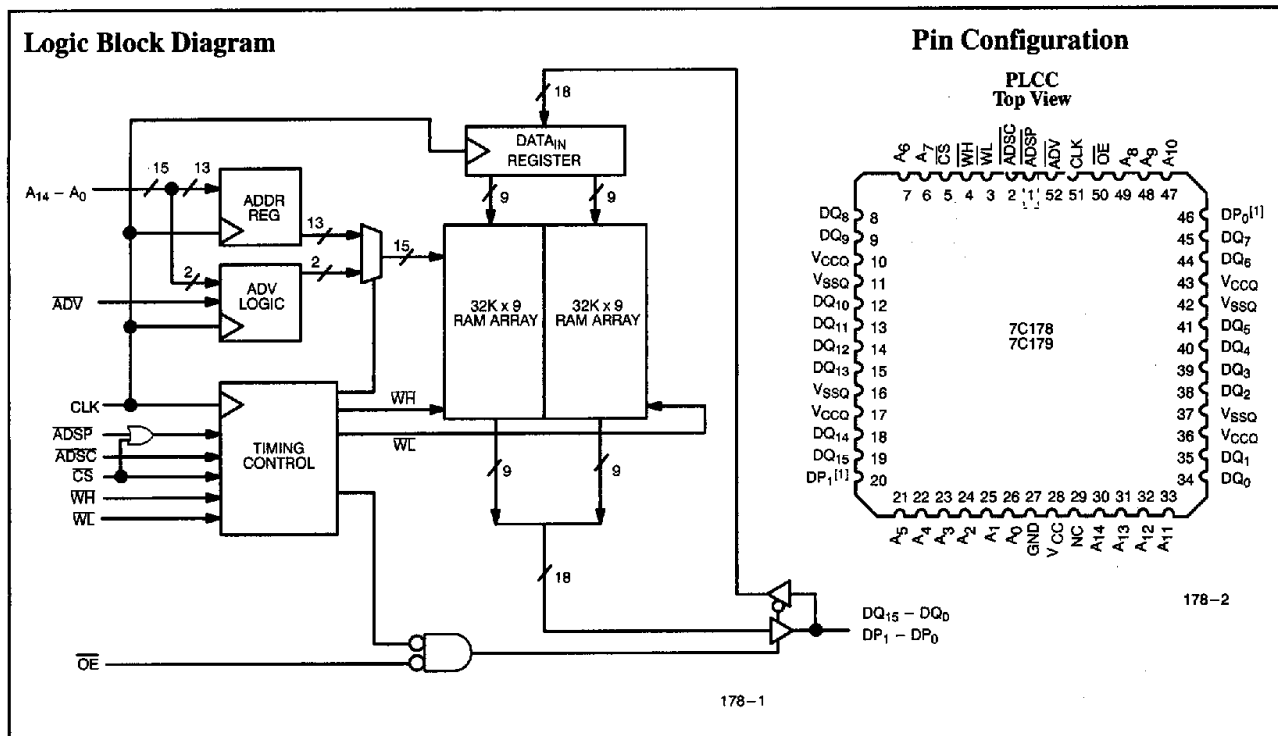 Logic Block Diagram
18
DATA_IN
REGISTER
15
13
A14 – A0
ADDR
REG
9
9
13
15
2
2
ADV
ADV
LOGIC
32K x 9
RAM ARRAY
32K x 9
RAM ARRAY
CLK
WH
ADSP
TIMING
CONTROL
WL
ADSC
CS
9
9
WH
WL
18
DQ15 – DQ0
DP1 – DP0
OE
178–1
Pin Configuration
PLCC
Top View
A6 A7 CS WH WL ADSC ADSP ADV CLK OE A8 A9 A10
7 6 5 4 3 2 1 52 51 50 49 48 47
DQ8 8
DQ9 9
VCCQ 10
VSSQ 11
DQ10 12
DQ11 13
DQ12 14
DQ13 15
VSSQ 16
VCCQ 17
DQ14 18
DQ15 19
DP1[1] 20
7C178
7C179
46 DP0[1]
45 DQ7
44 DQ6
43 VCCQ
42 VSSQ
41 DQ5
40 DQ4
39 DQ3
38 DQ2
37 VSSQ
36 VCCQ
35 DQ1
34 DQ0
21 22 23 24 25 26 27 28 29 30 31 32 33
A5 A4 A3 A2 A1 A0 GND VCC NC A14 A13 A12 A11
178–2